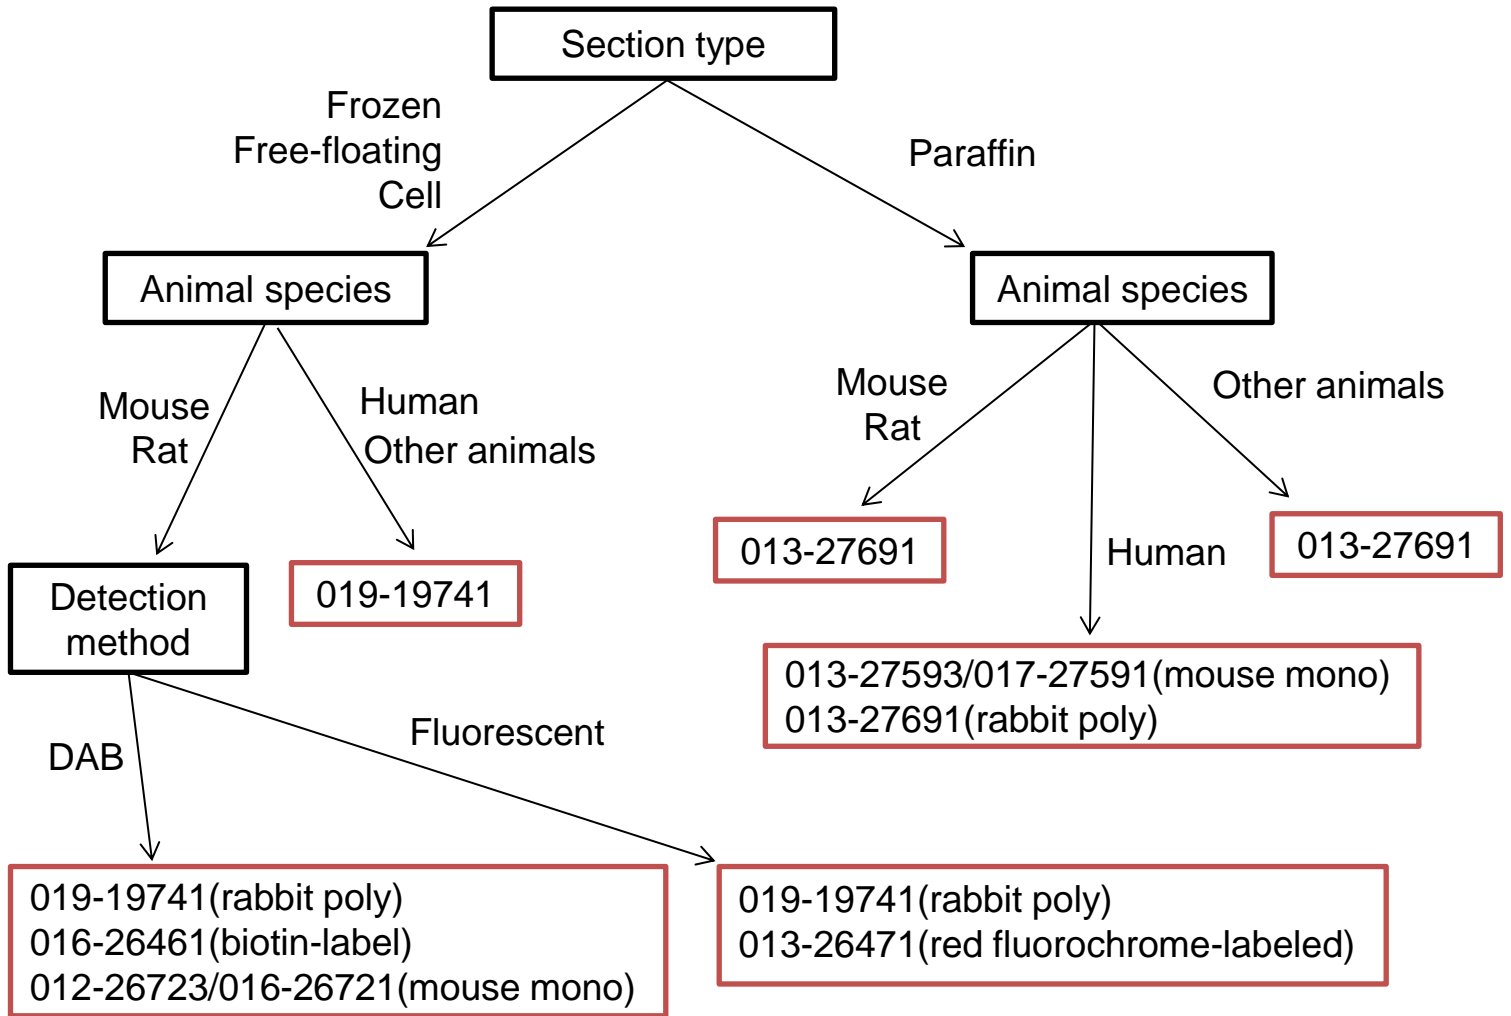 Section type
Frozen
Free-floating
Cell
Paraffin
Animal species
Animal species
Mouse
Rat
Human
Other animals
Mouse
Rat
Other animals
Human
Detection
method
019-19741
013-27691
013-27691
013-27593/017-27591(mouse mono)
013-27691(rabbit poly)
DAB
Fluorescent
019-19741(rabbit poly)
016-26461(biotin-label)
012-26723/016-26721(mouse mono)
019-19741(rabbit poly)
013-26471(red fluorochrome-labeled)